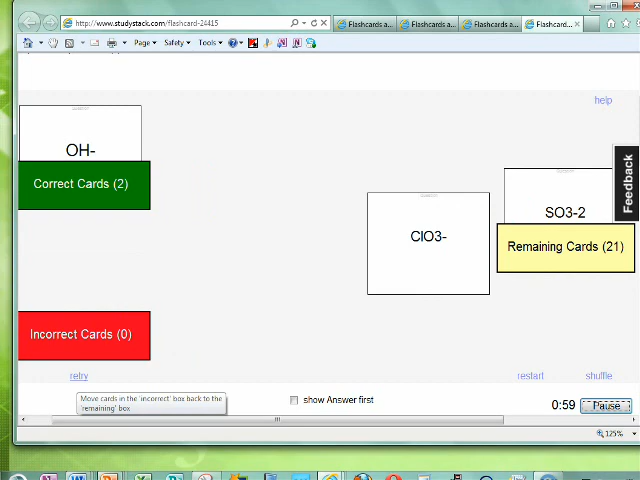 http://www.studystack.com/flashcard-24415
Flashcards a...
Flashcards a...
Flashcards a...
Flashcard...
Page
Safety
Tools
help
OH-
Correct Cards (2)
ClO3-
SO3-2
Remaining Cards (21)
Feedback
Incorrect Cards (0)
retry
restart
shuffle
Move cards in the 'incorrect' box back to the
'remaining' box
show Answer first
0:59
Pause
125%